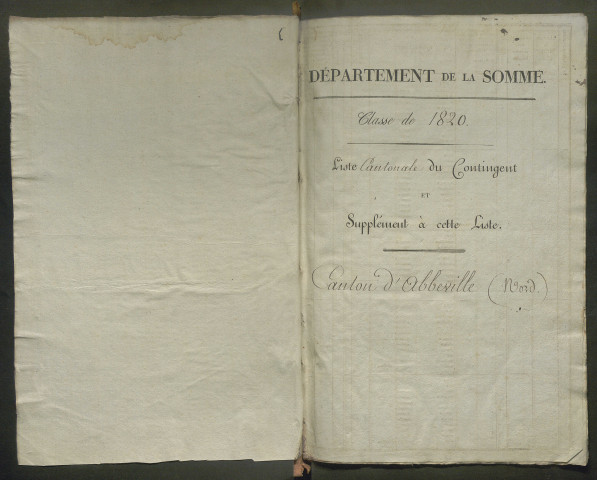 DÉPARTEMENT DE LA SOMME.
Classe de 1820.
Liste Cantonale du Contingent
ET
Supplément à cette Liste.
Canton d'Abbeville (Nord.)